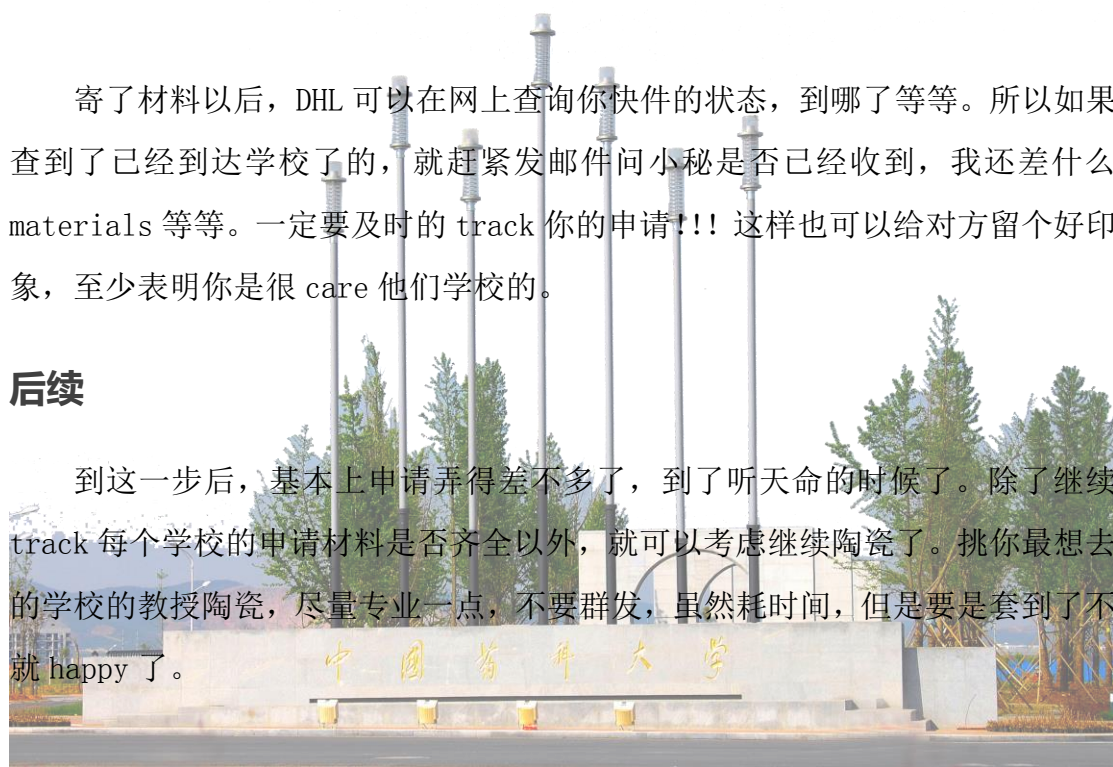 寄了材料以后，DHL 可以在网上查询你快件的状态，到哪了等等。所以如果
查到了已经到达学校了的，就赶紧发邮件问小秘是否已经收到，我还差什么
materials 等等。一定要及时的 track 你的申请!!! 这样也可以给对方留个好印
象，至少表明你是很 care 他们学校的。
后续
到这一步后，基本上申请弄得差不多了，到了听天命的时候了。除了继续
track 每个学校的申请材料是否齐全以外，就可以考虑继续陶瓷了。挑你最想去
的学校的教授陶瓷，尽量专业一点，不要群发，虽然耗时间，但是要是套到了不
就 happy 了。
中國 科大學